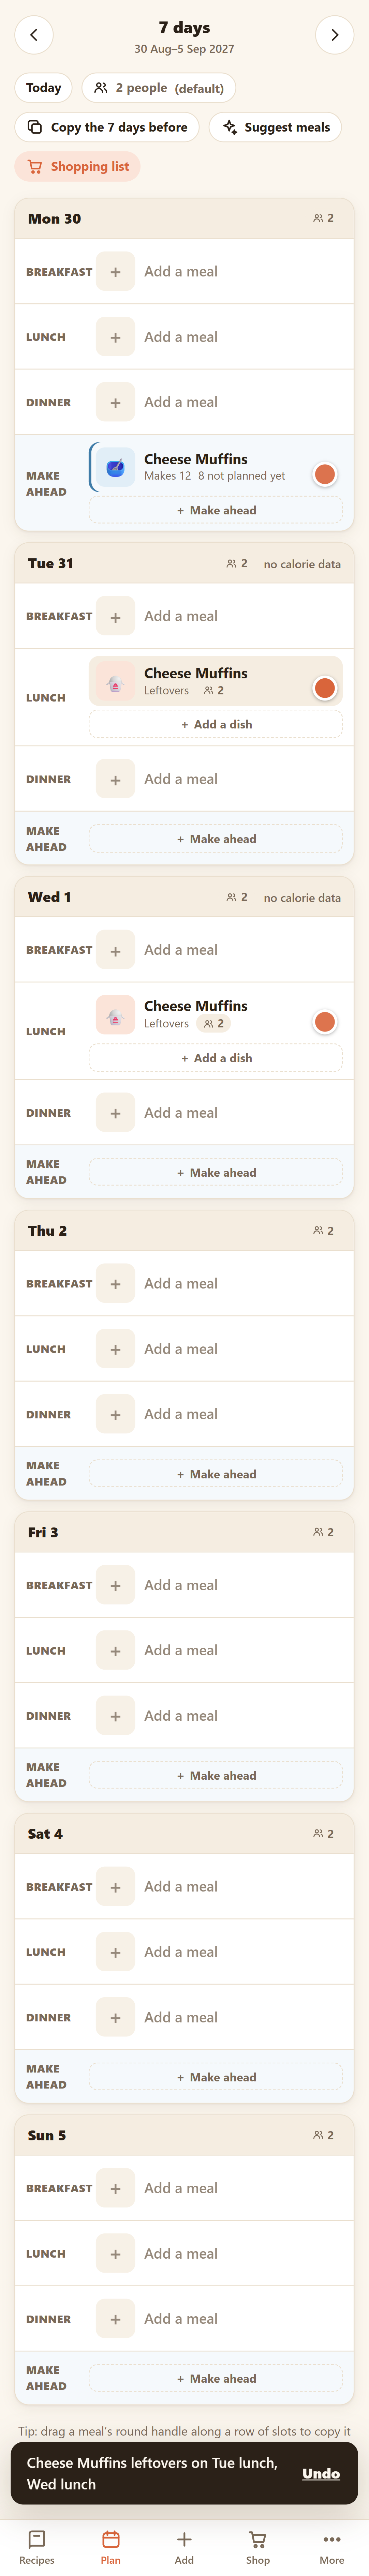 7 days
30 Aug–5 Sep 2027
Today
2 people (default)
Copy the 7 days before
Suggest meals
Shopping list
Mon 30
2
BREAKFAST
+ Add a meal
LUNCH
+ Add a meal
DINNER
+ Add a meal
MAKE AHEAD
Cheese Muffins
Makes 12 8 not planned yet
+ Make ahead
Tue 31
2 no calorie data
BREAKFAST
+ Add a meal
LUNCH
Cheese Muffins
Leftovers 2
+ Add a dish
DINNER
+ Add a meal
MAKE AHEAD
+ Make ahead
Wed 1
2 no calorie data
BREAKFAST
+ Add a meal
LUNCH
Cheese Muffins
Leftovers 2
+ Add a dish
DINNER
+ Add a meal
MAKE AHEAD
+ Make ahead
Thu 2
2
BREAKFAST
+ Add a meal
LUNCH
+ Add a meal
DINNER
+ Add a meal
MAKE AHEAD
+ Make ahead
Fri 3
2
BREAKFAST
+ Add a meal
LUNCH
+ Add a meal
DINNER
+ Add a meal
MAKE AHEAD
+ Make ahead
Sat 4
2
BREAKFAST
+ Add a meal
LUNCH
+ Add a meal
DINNER
+ Add a meal
MAKE AHEAD
+ Make ahead
Sun 5
2
BREAKFAST
+ Add a meal
LUNCH
+ Add a meal
DINNER
+ Add a meal
MAKE AHEAD
+ Make ahead
Tip: drag a meal's round handle along a row of slots to copy it
Cheese Muffins leftovers on Tue lunch,
Wed lunch
Undo
Recipes
Plan
Add
Shop
More